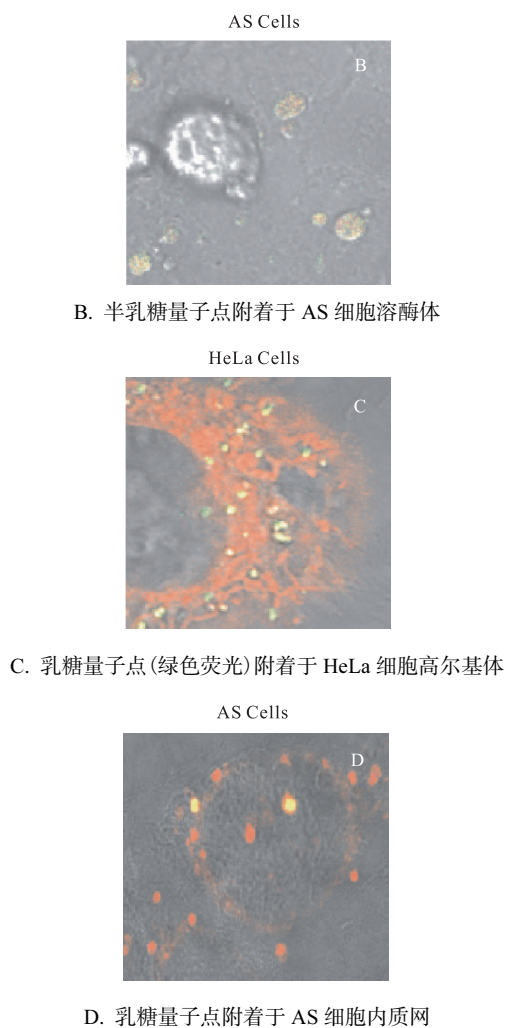 AS Cells
B
B. 半乳糖量子点附着于 AS 细胞溶酶体
HeLa Cells
C
C. 乳糖量子点(绿色荧光)附着于 HeLa 细胞高尔基体
AS Cells
D
D. 乳糖量子点附着于 AS 细胞内质网